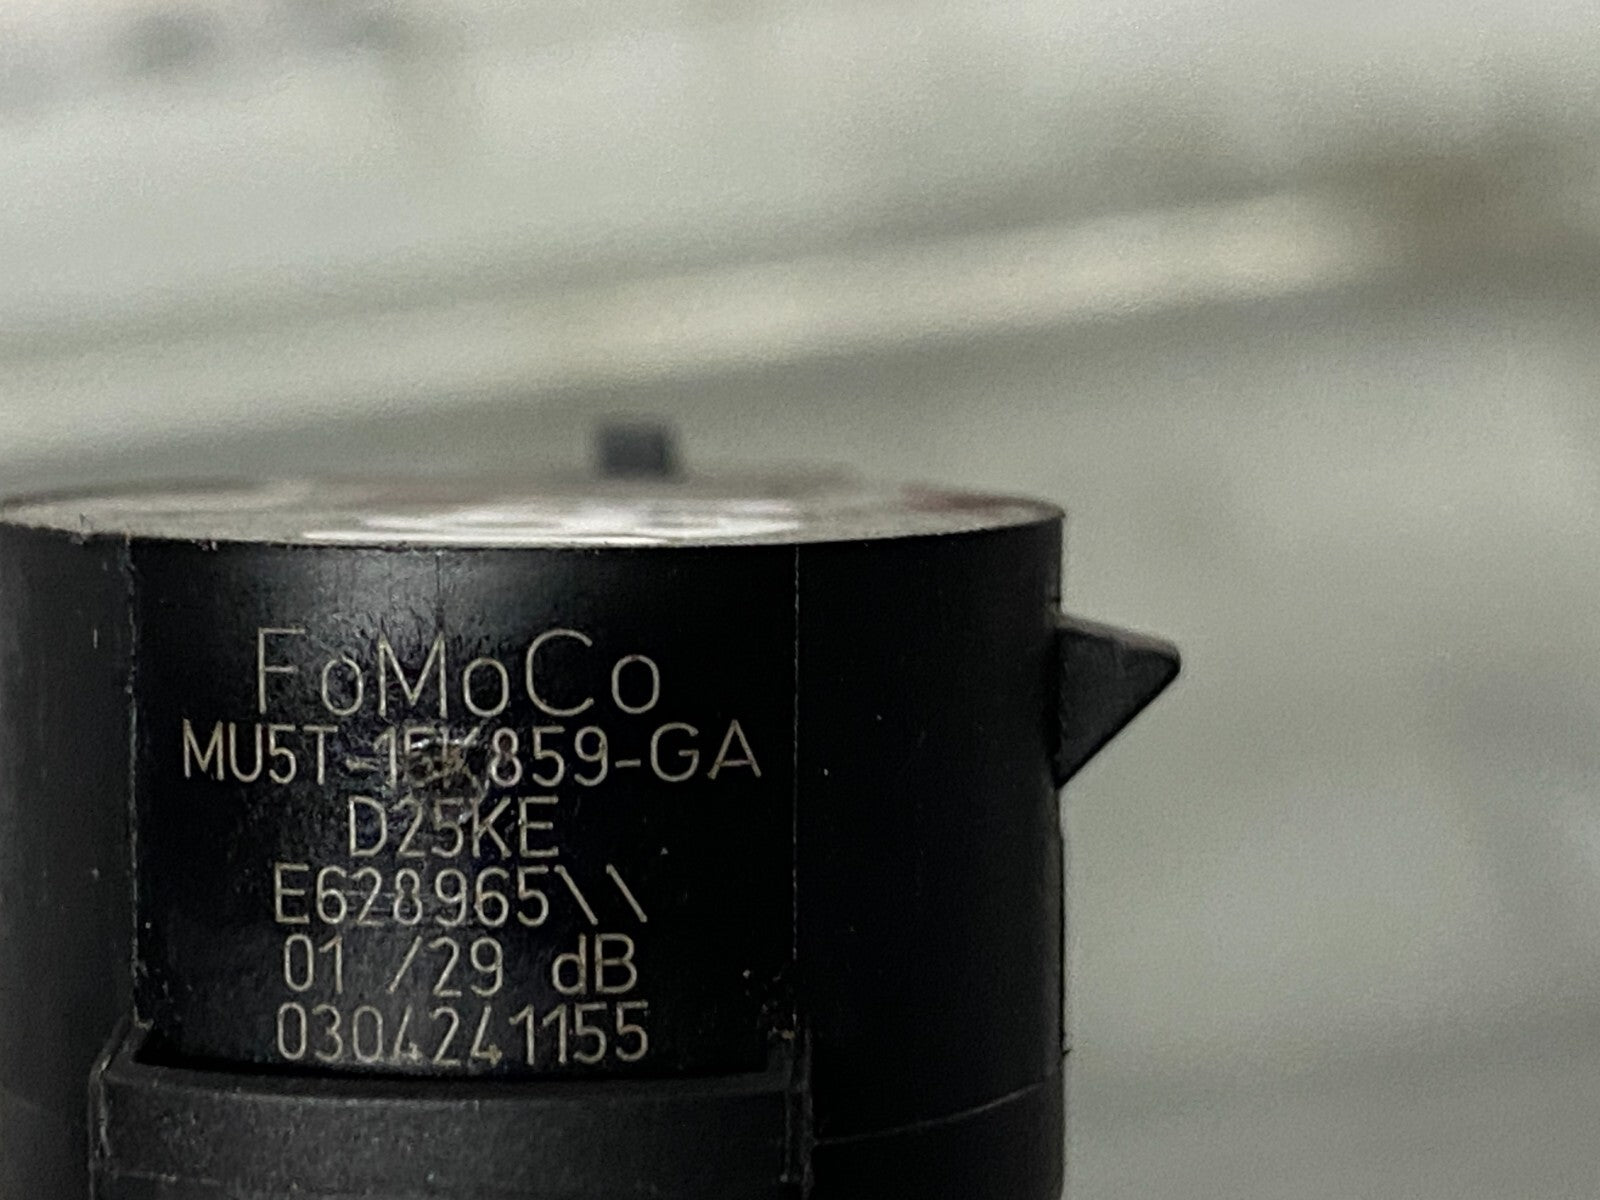 FoMoCo
MU5T-15K859-GA
D25KE
E628965\\
01 /29 dB
0304241155